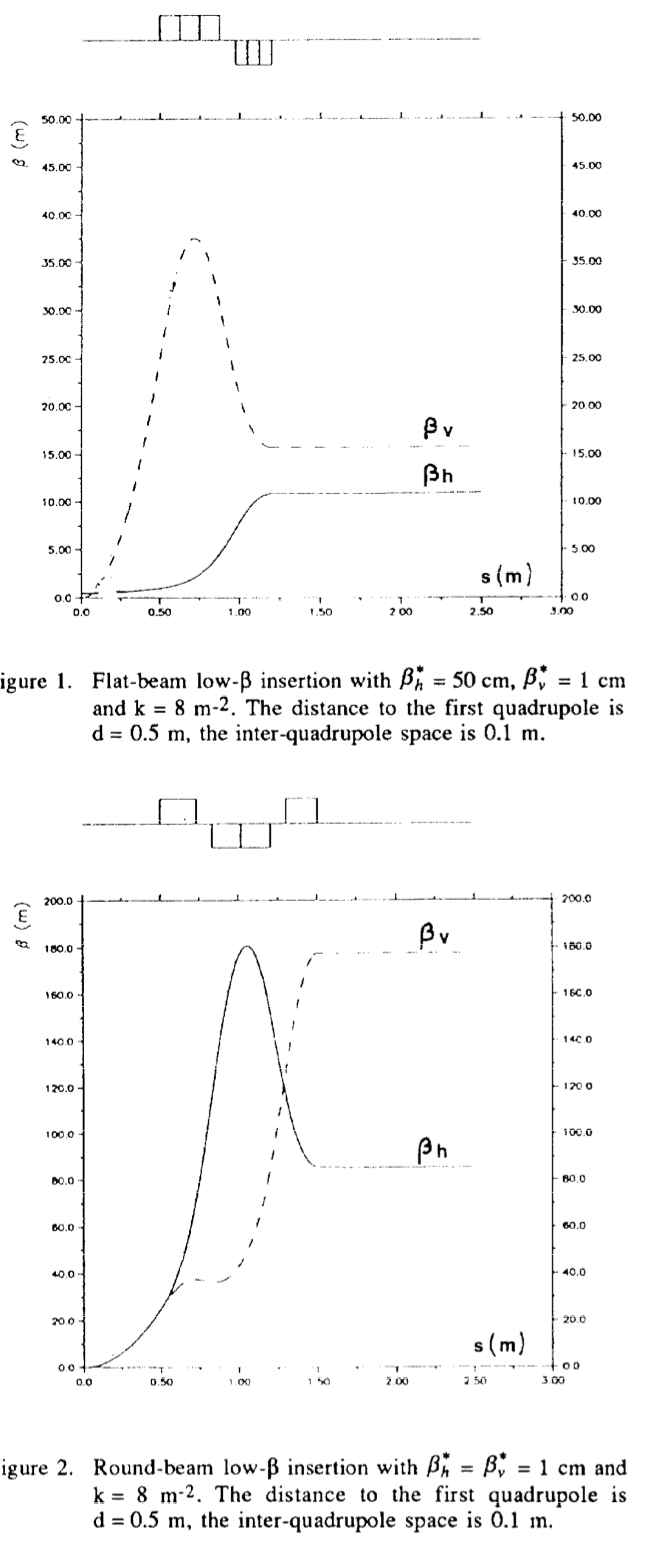 50.00 50.00
β (m)
45.00 45.00
40.00 40.00
35.00 35.00
30.00 30.00
25.00 25.00
20.00 20.00
βv
15.00 15.00
βh
10.00 10.00
5.00 5.00
s (m)
0.0 0.0
0.0 0.50 1.00 1.50 2.00 2.50 3.00
igure 1. Flat-beam low-β insertion with β*h = 50 cm, β*v = 1 cm
and k = 8 m-2. The distance to the first quadrupole is
d = 0.5 m, the inter-quadrupole space is 0.1 m.
200.0 200.0
β (m)
βv
180.0 180.0
160.0 160.0
140.0 140.0
120.0 120.0
100.0 100.0
βh
80.0 80.0
60.0 60.0
40.0 40.0
20.0 20.0
s (m)
0.0 0.0
0.0 0.50 1.00 1.50 2.00 2.50 3.00
igure 2. Round-beam low-β insertion with β*h = β*v = 1 cm and
k = 8 m-2. The distance to the first quadrupole is
d = 0.5 m, the inter-quadrupole space is 0.1 m.